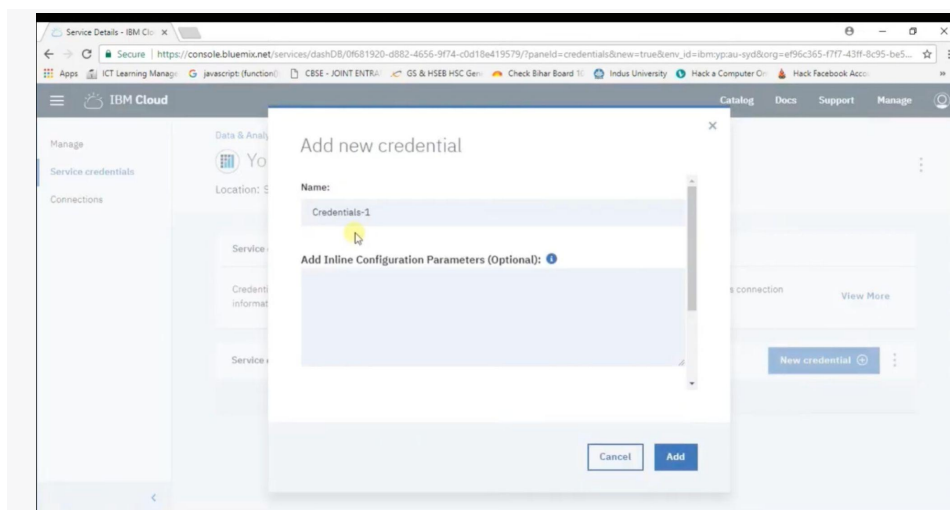 Service Details - IBM Clo
Secure https://console.bluemix.net/services/dashDB/0f681920-d882-4656-9f74-c0d18e419579/?paneId=credentials&new=true&env_id=ibm:yp:au-syd&org=ef96c365-f7f7-43ff-8c95-be5...
Apps ICT Learning Manag javascript:(function() CBSE - JOINT ENTRA GS & HSEB HSC Gen Check Bihar Board 10 Indus University Hack a Computer On Hack Facebook Acco »
IBM Cloud Catalog Docs Support Manage
Manage
Service credentials
Connections
Data & Analy
Yo
Location: S
Add new credential
Name:
Credentials-1
Add Inline Configuration Parameters (Optional):
Service
Credenti s connection
informat
View More
Service
New credential
Cancel Add